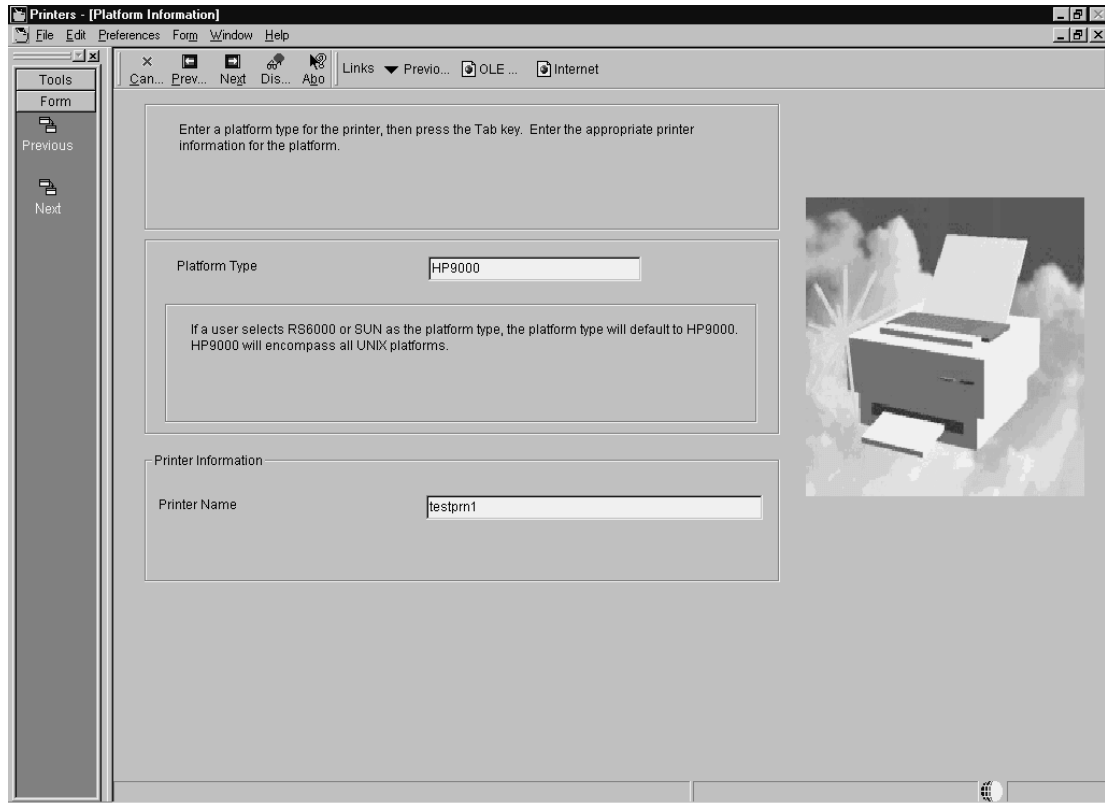 Printers - [Platform Information]
File Edit Preferences Form Window Help
Can... Prev... Next Dis... Abo Links Previo... OLE ... Internet
Tools
Form
Previous
Next
Enter a platform type for the printer, then press the Tab key. Enter the appropriate printer
information for the platform.
Platform Type HP9000
If a user selects RS6000 or SUN as the platform type, the platform type will default to HP9000.
HP9000 will encompass all UNIX platforms.
Printer Information
Printer Name testprn1